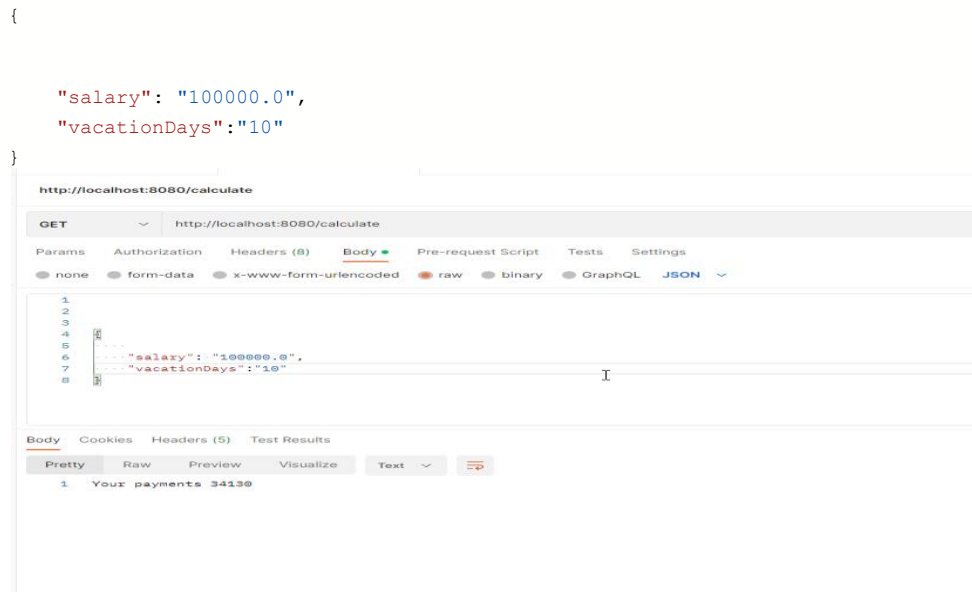 {
"salary": "100000.0",
"vacationDays":"10"
}
http://localhost:8080/calculate
GET http://localhost:8080/calculate
Params Authorization Headers (8) Body Pre-request Script Tests Settings
none form-data x-www-form-urlencoded raw binary GraphQL JSON
1
2
3
4 {
5
6 "salary": "100000.0",
7 "vacationDays":"10"
8 }
Body Cookies Headers (5) Test Results
Pretty Raw Preview Visualize Text
1 Your payments 34130